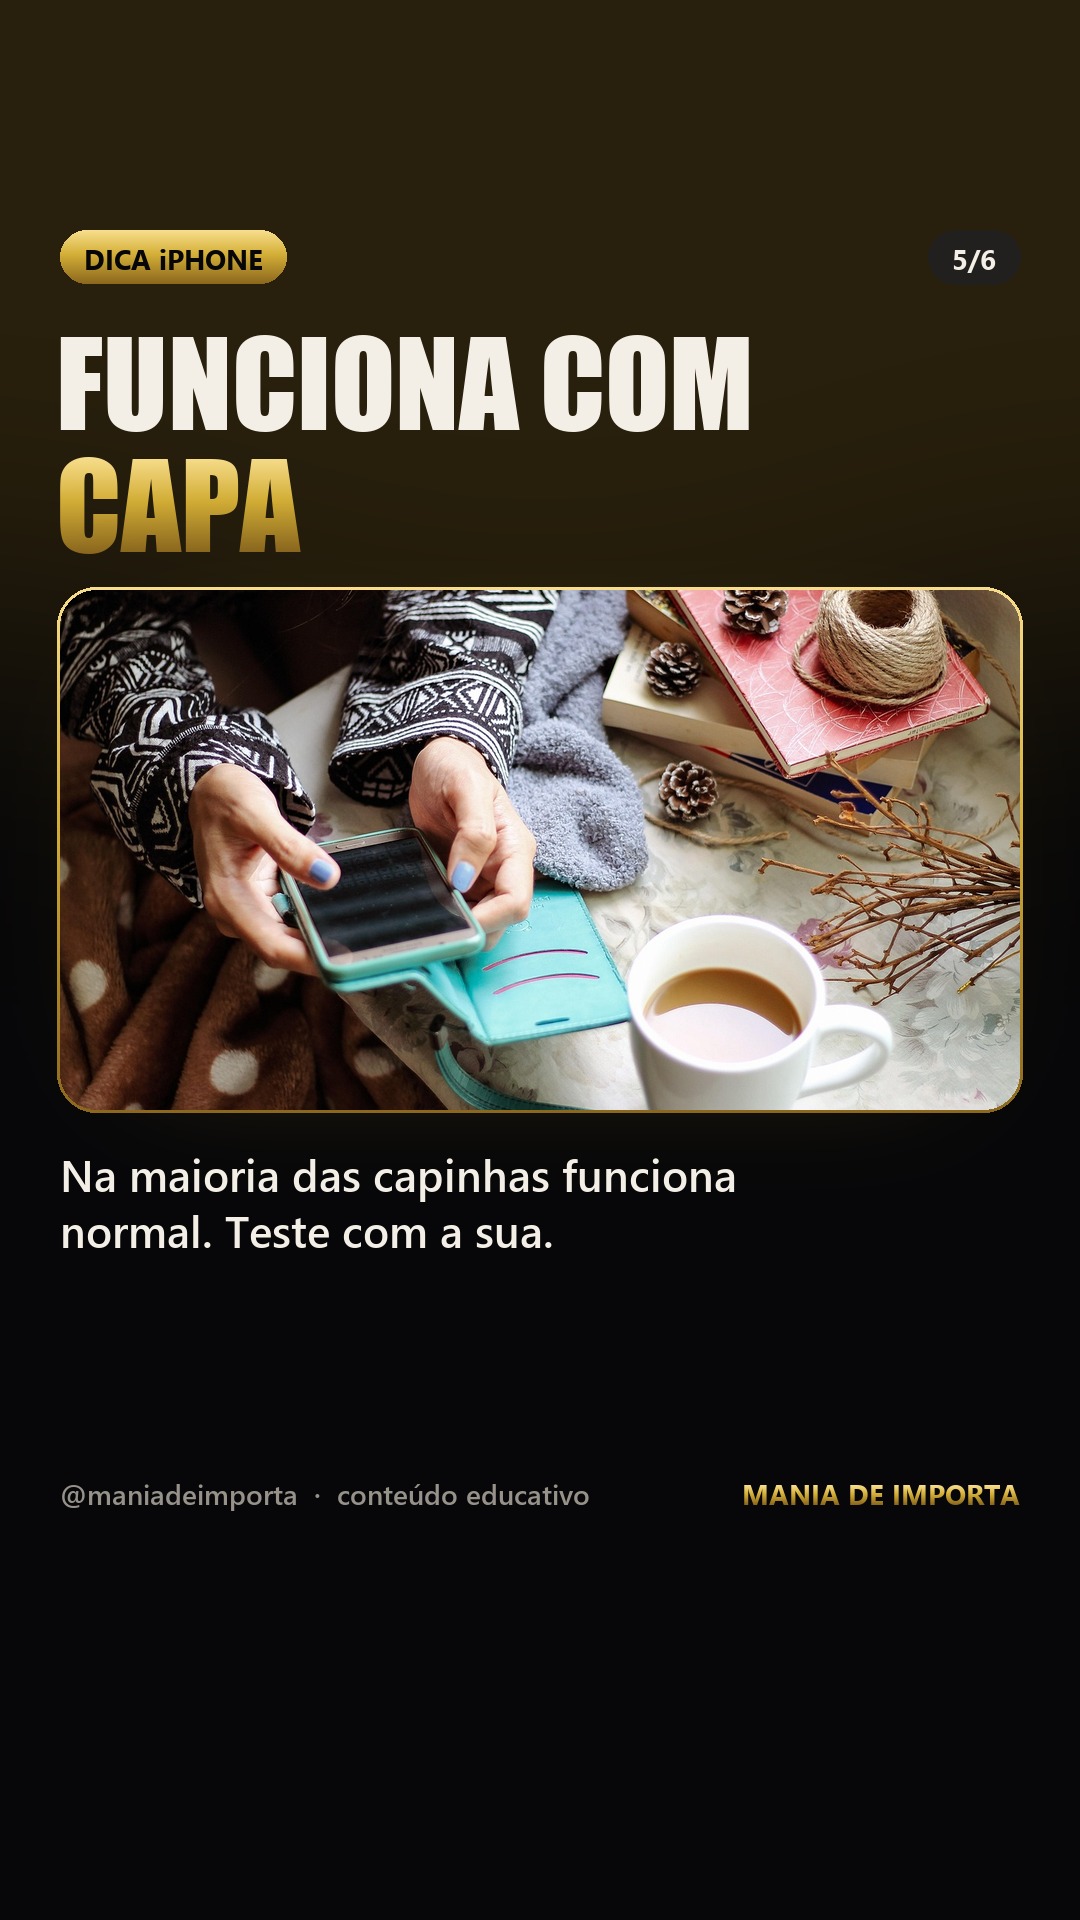 DICA iPHONE
5/6
FUNCIONA COM
CAPA
Na maioria das capinhas funciona
normal. Teste com a sua.
@maniadeimporta · conteúdo educativo
MANIA DE IMPORTA